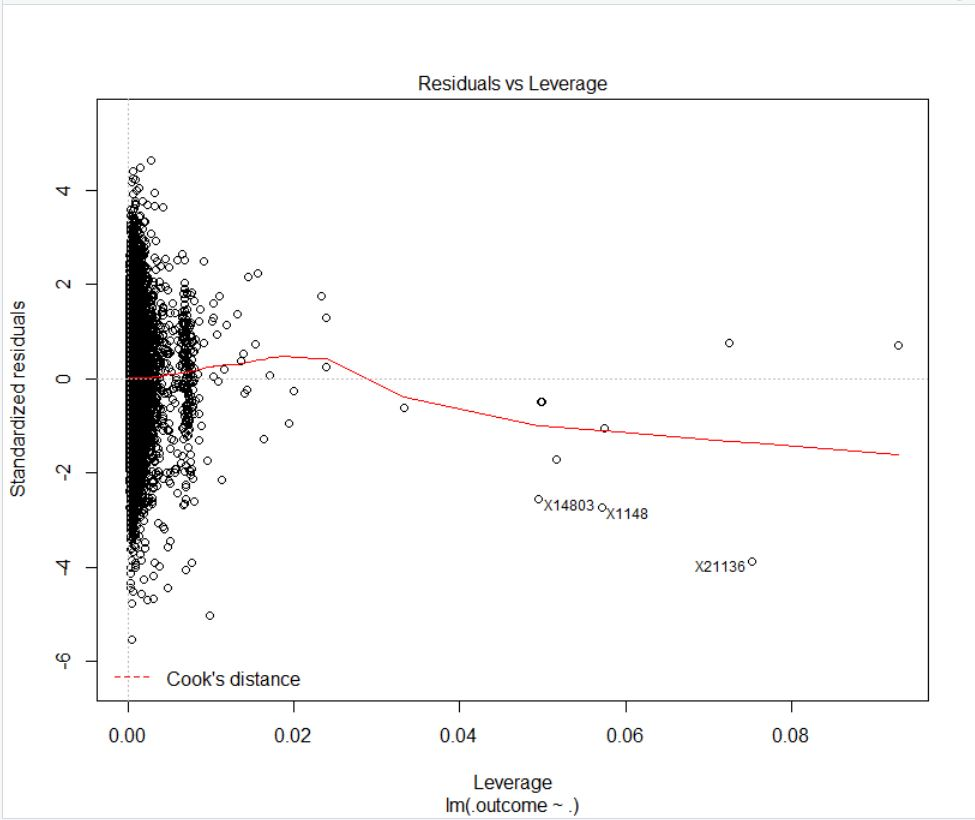 Residuals vs Leverage
Standardized residuals
4
2
0
-2
-4
-6
X14803
X1148
X21136
Cook's distance
0.00 0.02 0.04 0.06 0.08
Leverage
lm(.outcome ~ .)